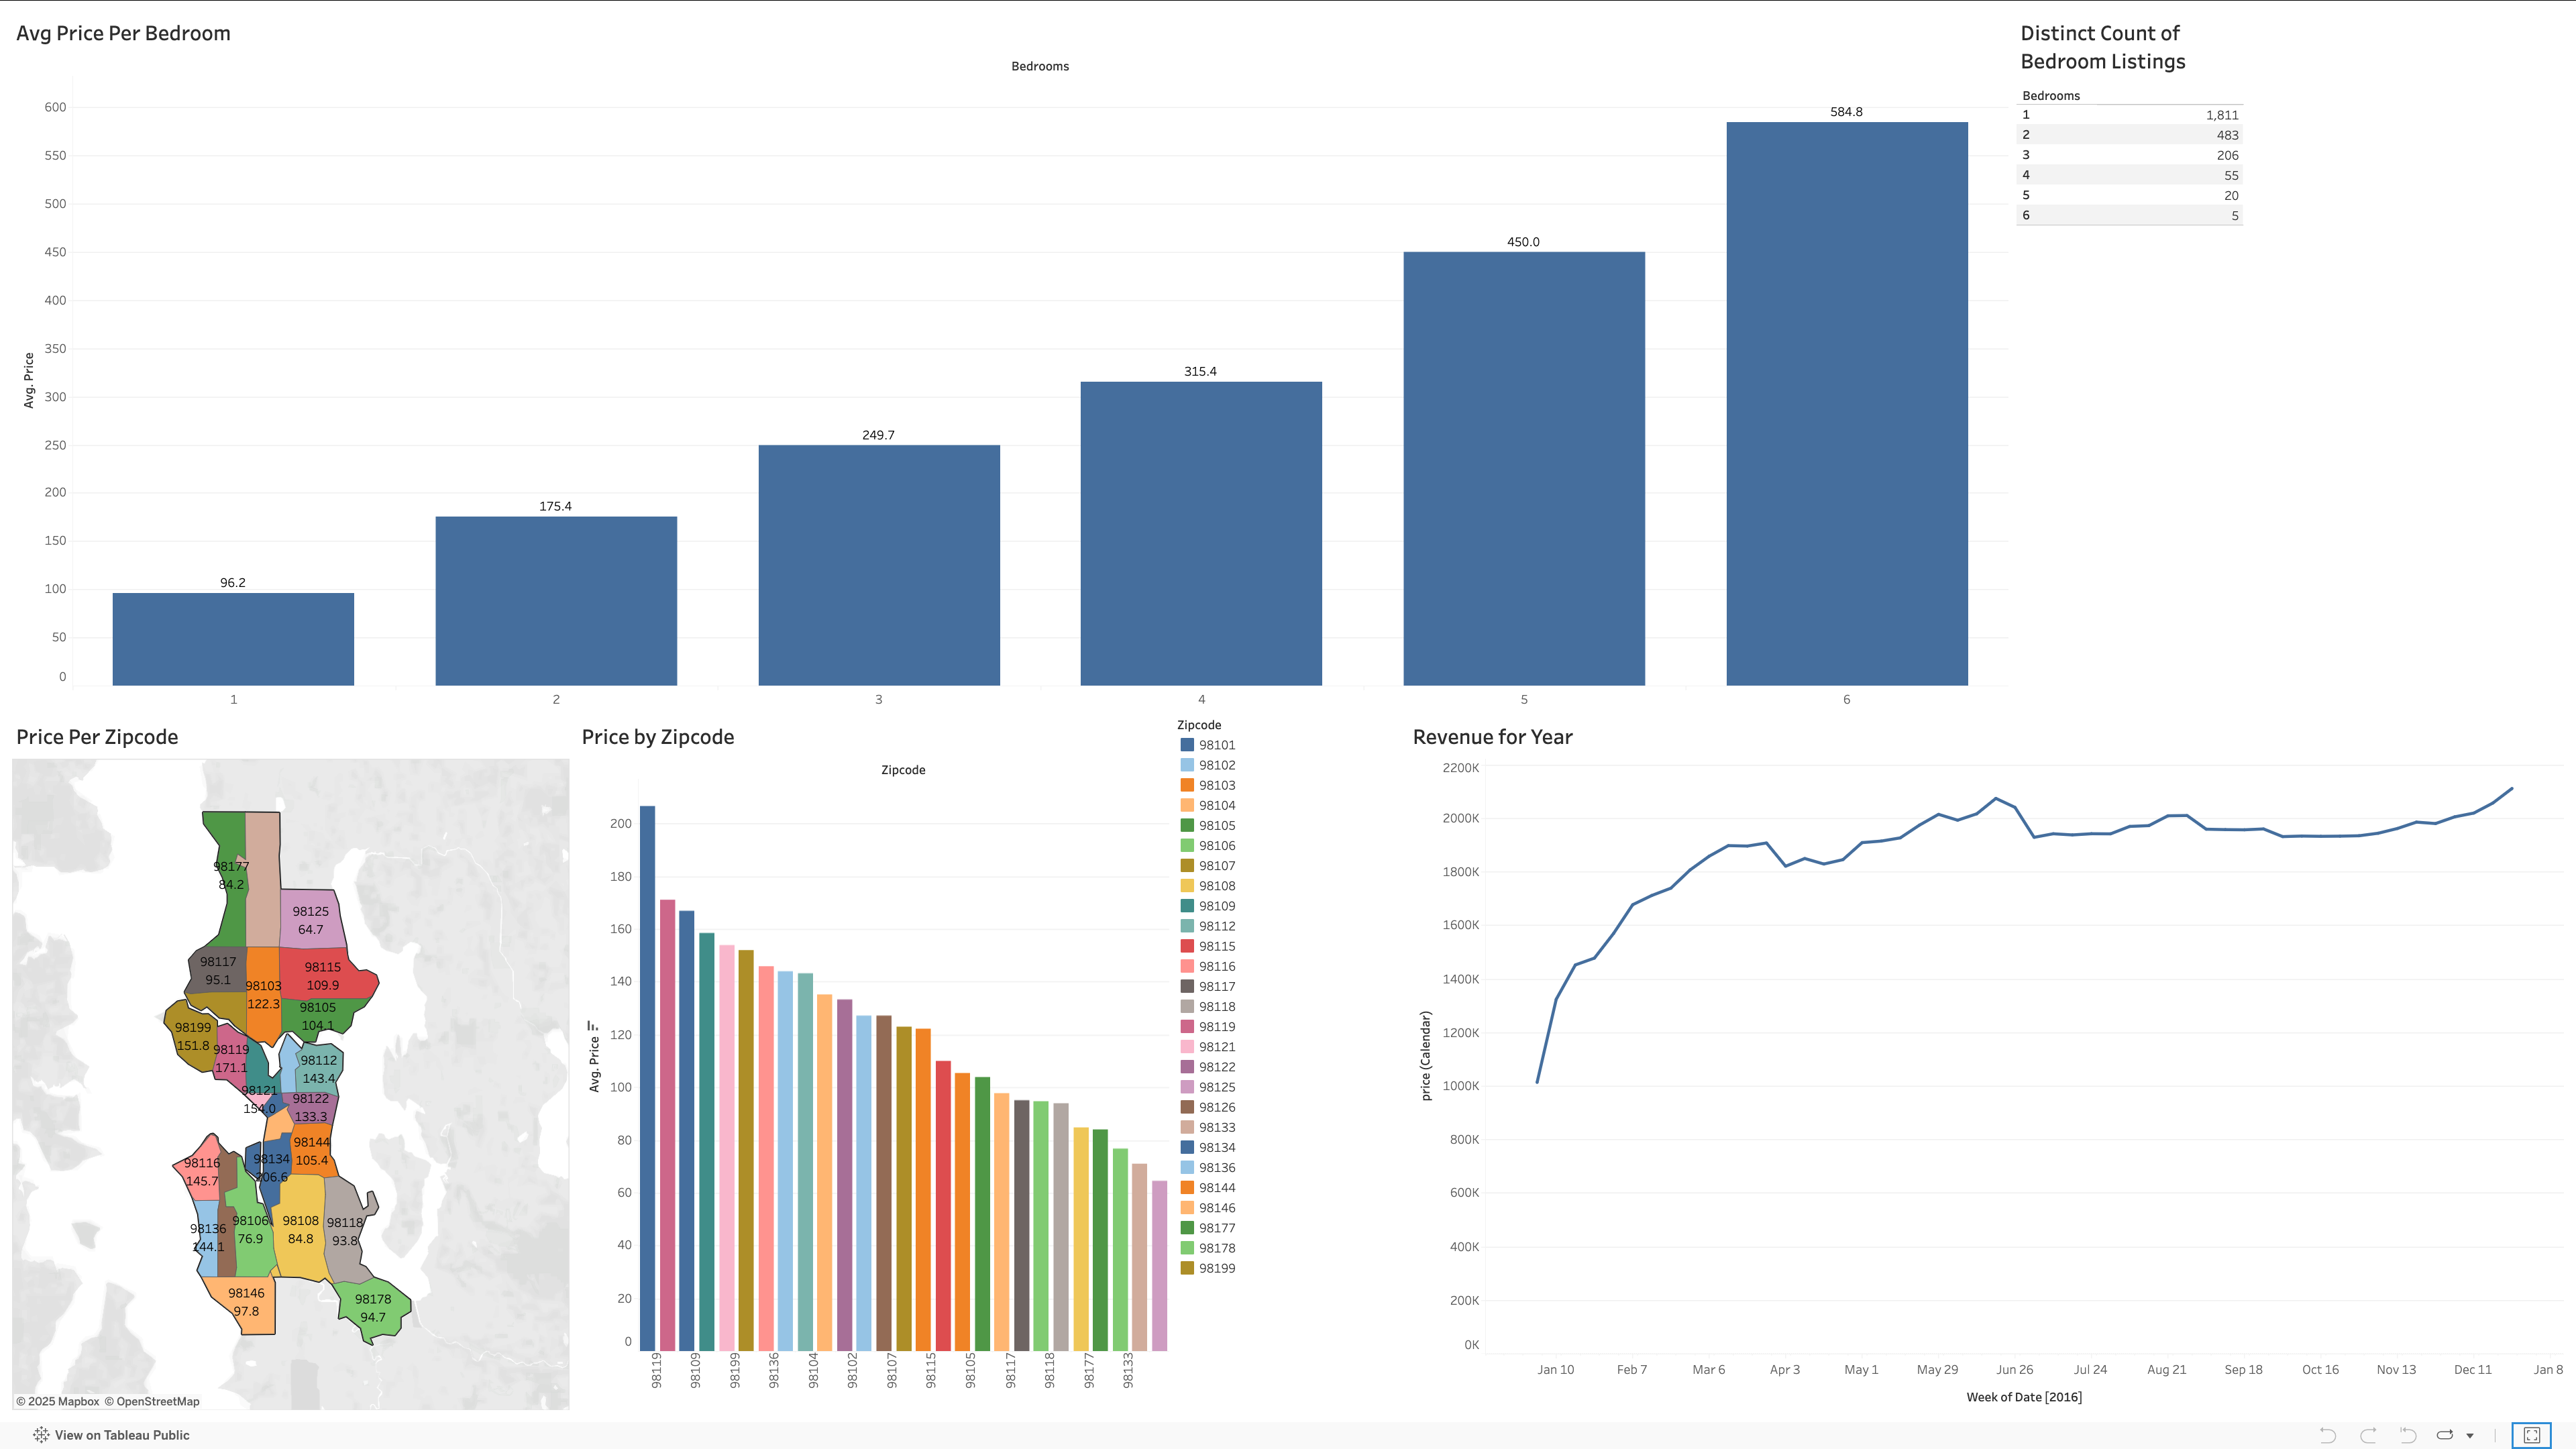 Avg Price Per Bedroom
Bedrooms
Avg. Price
600
550
500
450
400
350
300
250
200
150
100
50
0
96.2
175.4
249.7
315.4
450.0
584.8
1
2
3
4
5
6
Distinct Count of
Bedroom Listings
Bedrooms
1 1,811
2 483
3 206
4 55
5 20
6 5
Price Per Zipcode
98177
84.2
98125
64.7
98117
95.1
98115
109.9
98103
122.3
98105
104.1
98199
151.8
98119
171.1
98112
143.4
98121
154.0
98122
133.3
98144
105.4
98134
206.6
98116
145.7
98136
144.1
98106
76.9
98108
84.8
98118
93.8
98146
97.8
98178
94.7
© 2025 Mapbox © OpenStreetMap
Price by Zipcode
Zipcode
Avg. Price
200
180
160
140
120
100
80
60
40
20
0
98119
98109
98199
98136
98104
98102
98107
98115
98105
98117
98118
98177
98133
Zipcode
98101
98102
98103
98104
98105
98106
98107
98108
98109
98112
98115
98116
98117
98118
98119
98121
98122
98125
98126
98133
98134
98136
98144
98146
98177
98178
98199
Revenue for Year
price (Calendar)
2200K
2000K
1800K
1600K
1400K
1200K
1000K
800K
600K
400K
200K
0K
Jan 10
Feb 7
Mar 6
Apr 3
May 1
May 29
Jun 26
Jul 24
Aug 21
Sep 18
Oct 16
Nov 13
Dec 11
Jan 8
Week of Date [2016]
View on Tableau Public